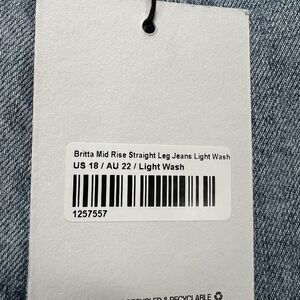 Britta Mid Rise Straight Leg Jeans Light Wash
US 18 / AU 22 / Light Wash
1257557
& RECYCLABLE